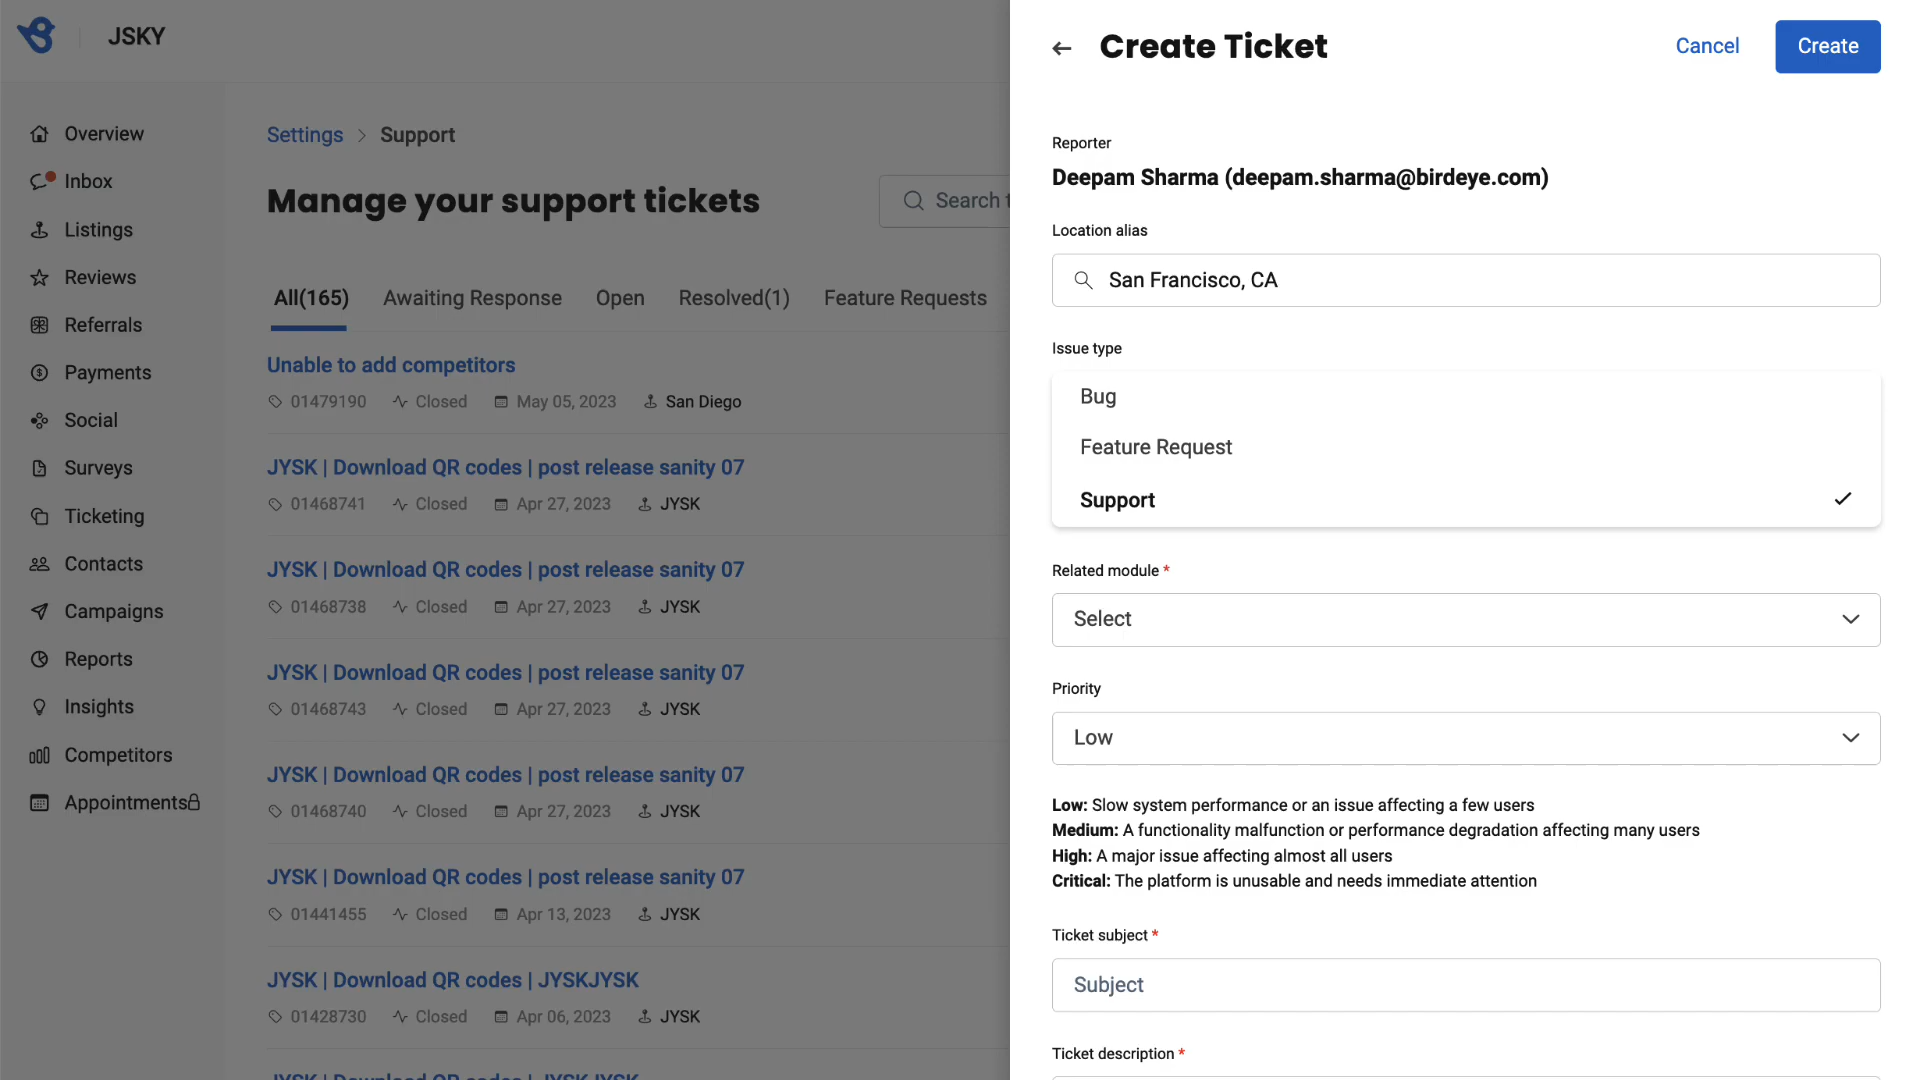 JSKY
Overview
Inbox
Listings
Reviews
Referrals
Payments
Social
Surveys
Ticketing
Contacts
Campaigns
Reports
Insights
Competitors
Appointments
Settings > Support
Manage your support tickets
Search
All(165) Awaiting Response Open Resolved(1) Feature Requests
Unable to add competitors
01479190 Closed May 05, 2023 San Diego
JYSK | Download QR codes | post release sanity 07
01468741 Closed Apr 27, 2023 JYSK
JYSK | Download QR codes | post release sanity 07
01468738 Closed Apr 27, 2023 JYSK
JYSK | Download QR codes | post release sanity 07
01468743 Closed Apr 27, 2023 JYSK
JYSK | Download QR codes | post release sanity 07
01468740 Closed Apr 27, 2023 JYSK
JYSK | Download QR codes | post release sanity 07
01441455 Closed Apr 13, 2023 JYSK
JYSK | Download QR codes | JYSKJYSK
01428730 Closed Apr 06, 2023 JYSK
JYSK | Download QR codes | JYSKJYSK
Create Ticket
Cancel
Create
Reporter
Deepam Sharma (deepam.sharma@birdeye.com)
Location alias
San Francisco, CA
Issue type
Bug
Feature Request
Support
Related module *
Select
Priority
Low
Low: Slow system performance or an issue affecting a few users
Medium: A functionality malfunction or performance degradation affecting many users
High: A major issue affecting almost all users
Critical: The platform is unusable and needs immediate attention
Ticket subject *
Subject
Ticket description *